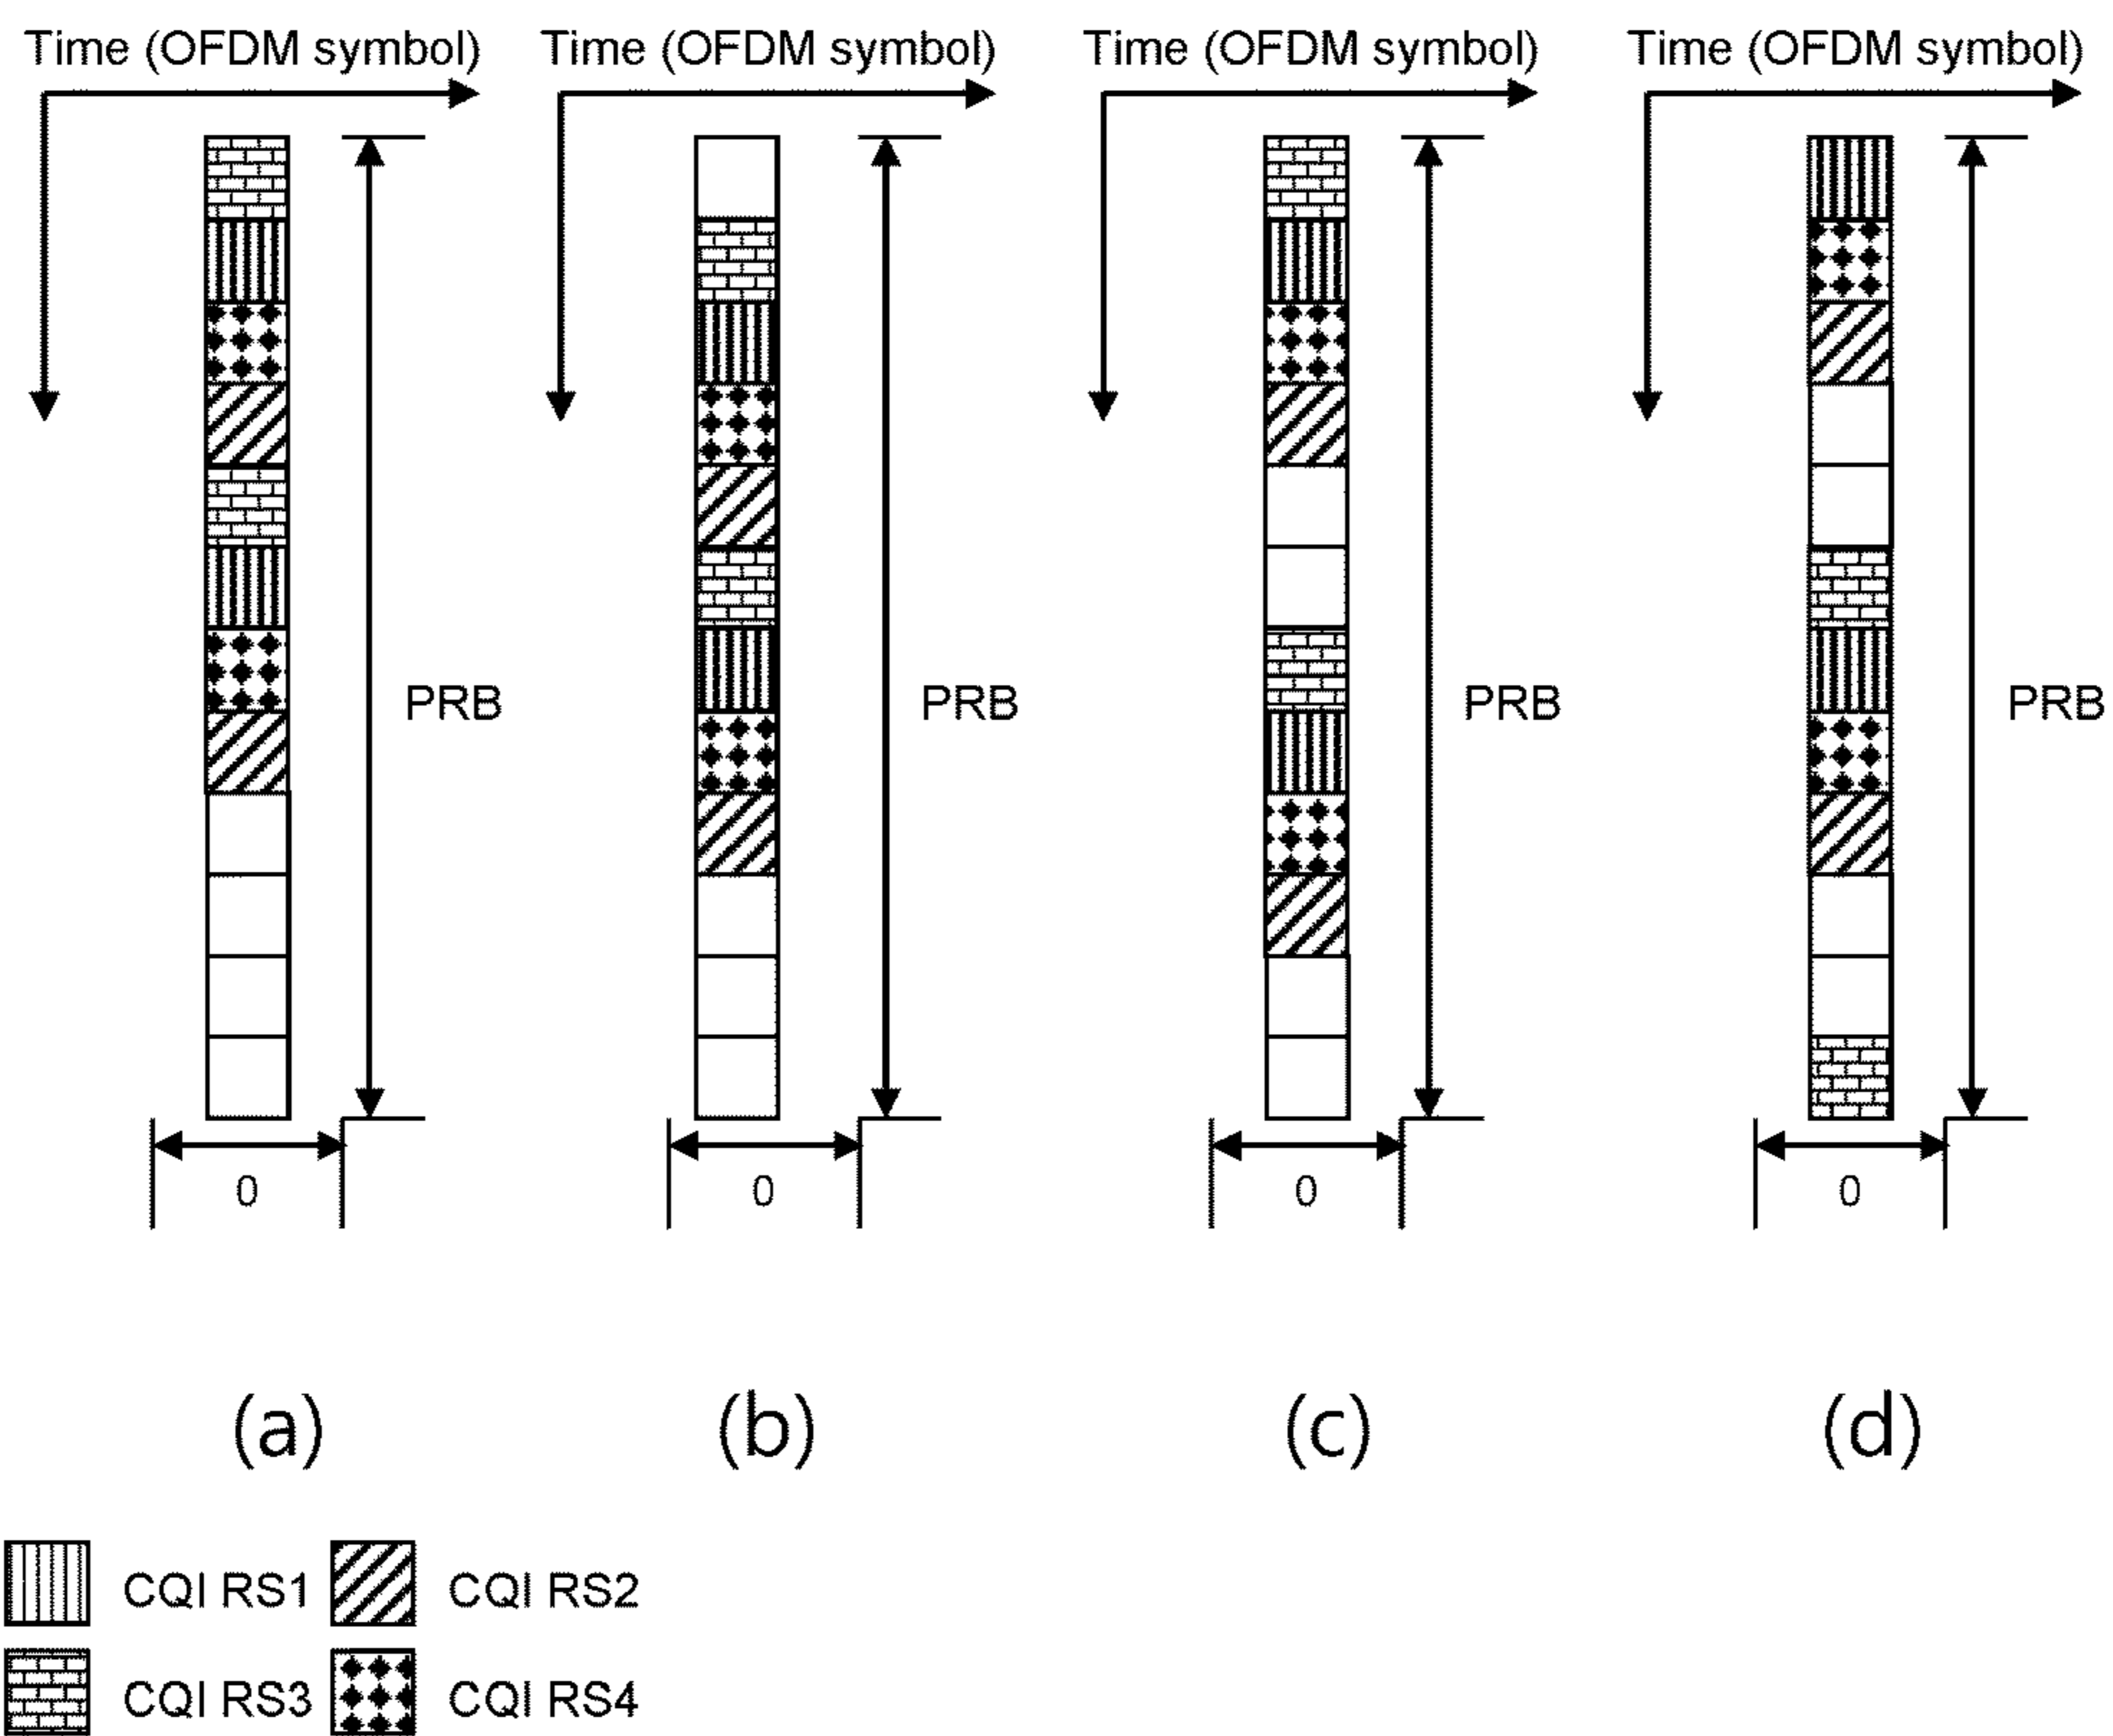 Time (OFDM symbol) Time (OFDM symbol) Time (OFDM symbol) Time (OFDM symbol)
PRB PRB PRB PRB
0 0 0 0
(a) (b) (c) (d)
CQI RS1 CQI RS2
CQI RS3 CQI RS4